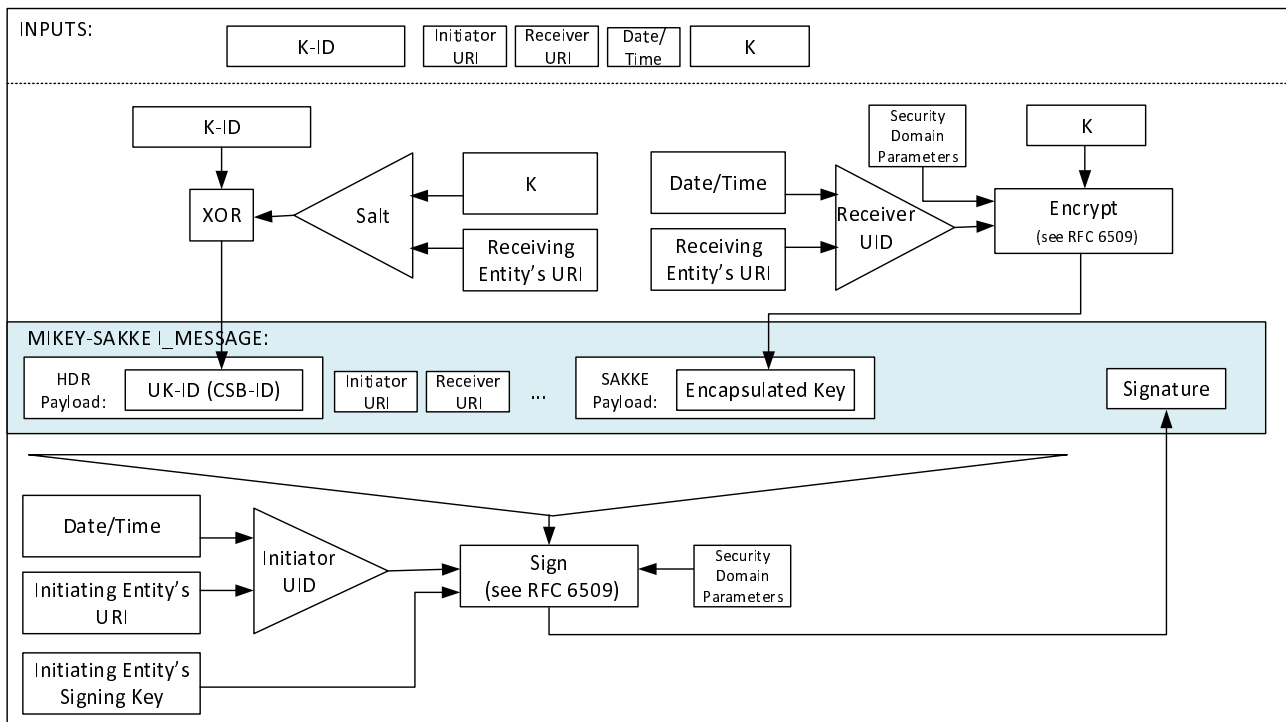 INPUTS:
K-ID
Initiator
URI
Receiver
URI
Date/
Time
K
K-ID
XOR
Salt
K
Receiving
Entity's URI
Date/Time
Receiving
Entity's URI
Receiver
UID
Security
Domain
Parameters
K
Encrypt
(see RFC 6509)
MIKEY-SAKKE I_MESSAGE:
HDR
Payload:
UK-ID (CSB-ID)
Initiator
URI
Receiver
URI
...
SAKKE
Payload:
Encapsulated Key
Signature
Date/Time
Initiating Entity's
URI
Initiator
UID
Sign
(see RFC 6509)
Security
Domain
Parameters
Initiating Entity's
Signing Key